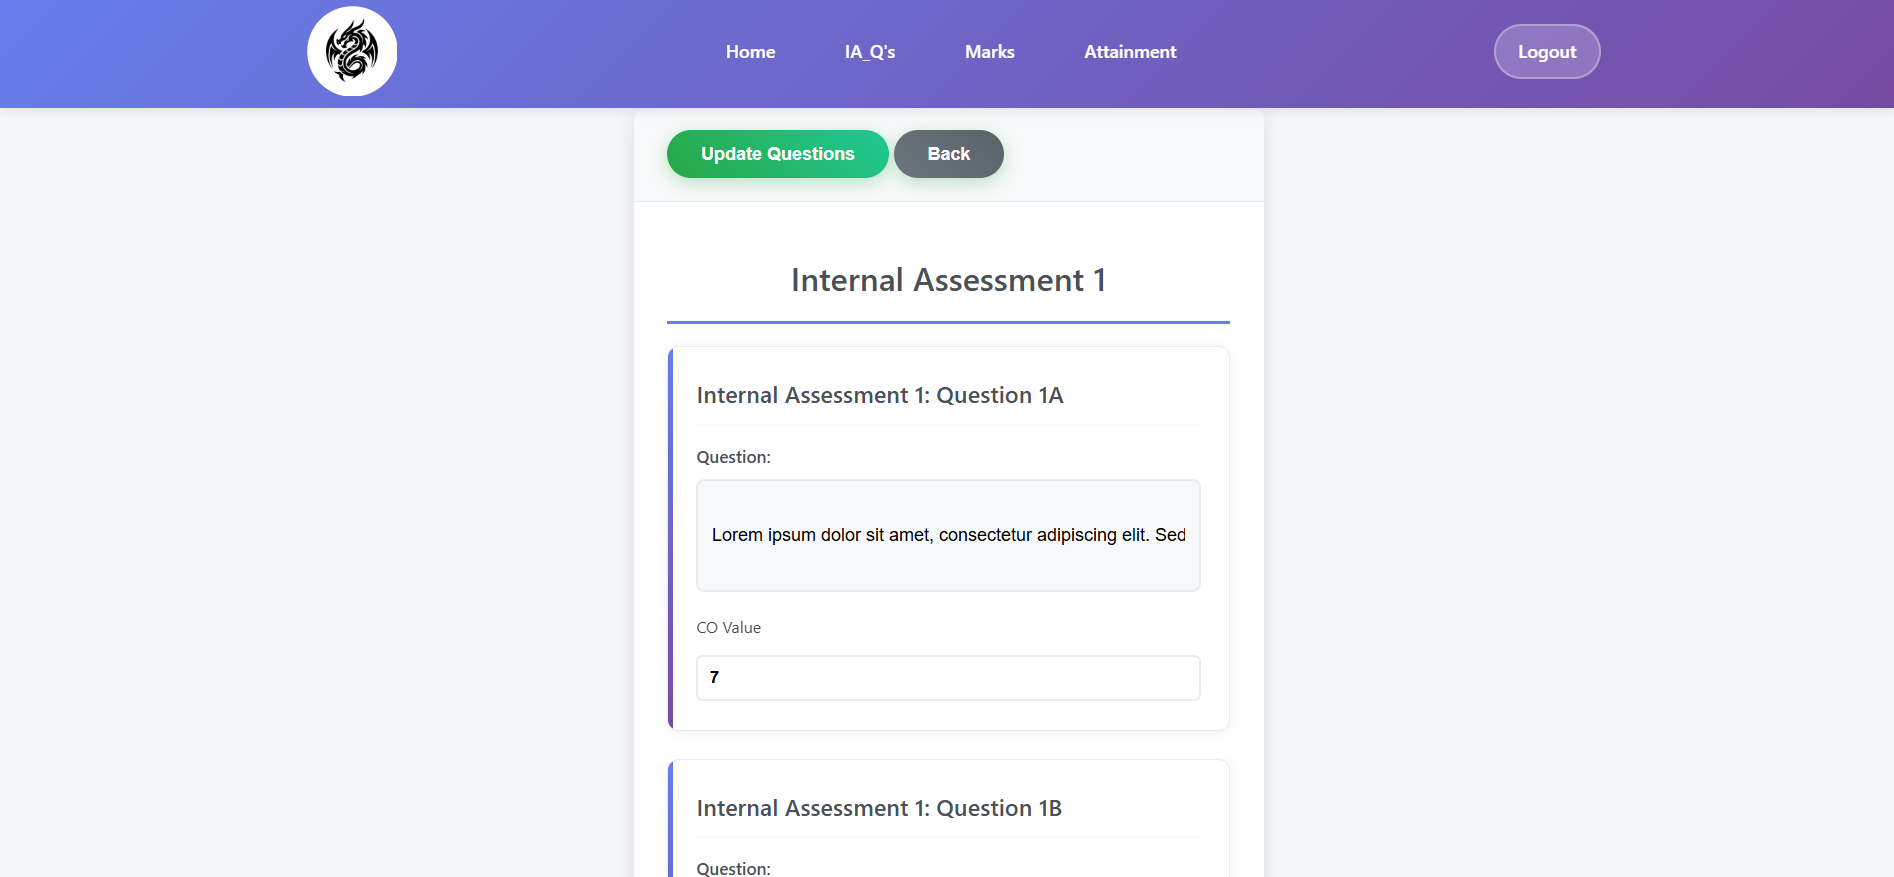 Home IA_Q's Marks Attainment Logout
Update Questions Back
Internal Assessment 1
Internal Assessment 1: Question 1A
Question:
Lorem ipsum dolor sit amet, consectetur adipiscing elit. Sed
CO Value
7
Internal Assessment 1: Question 1B
Question: